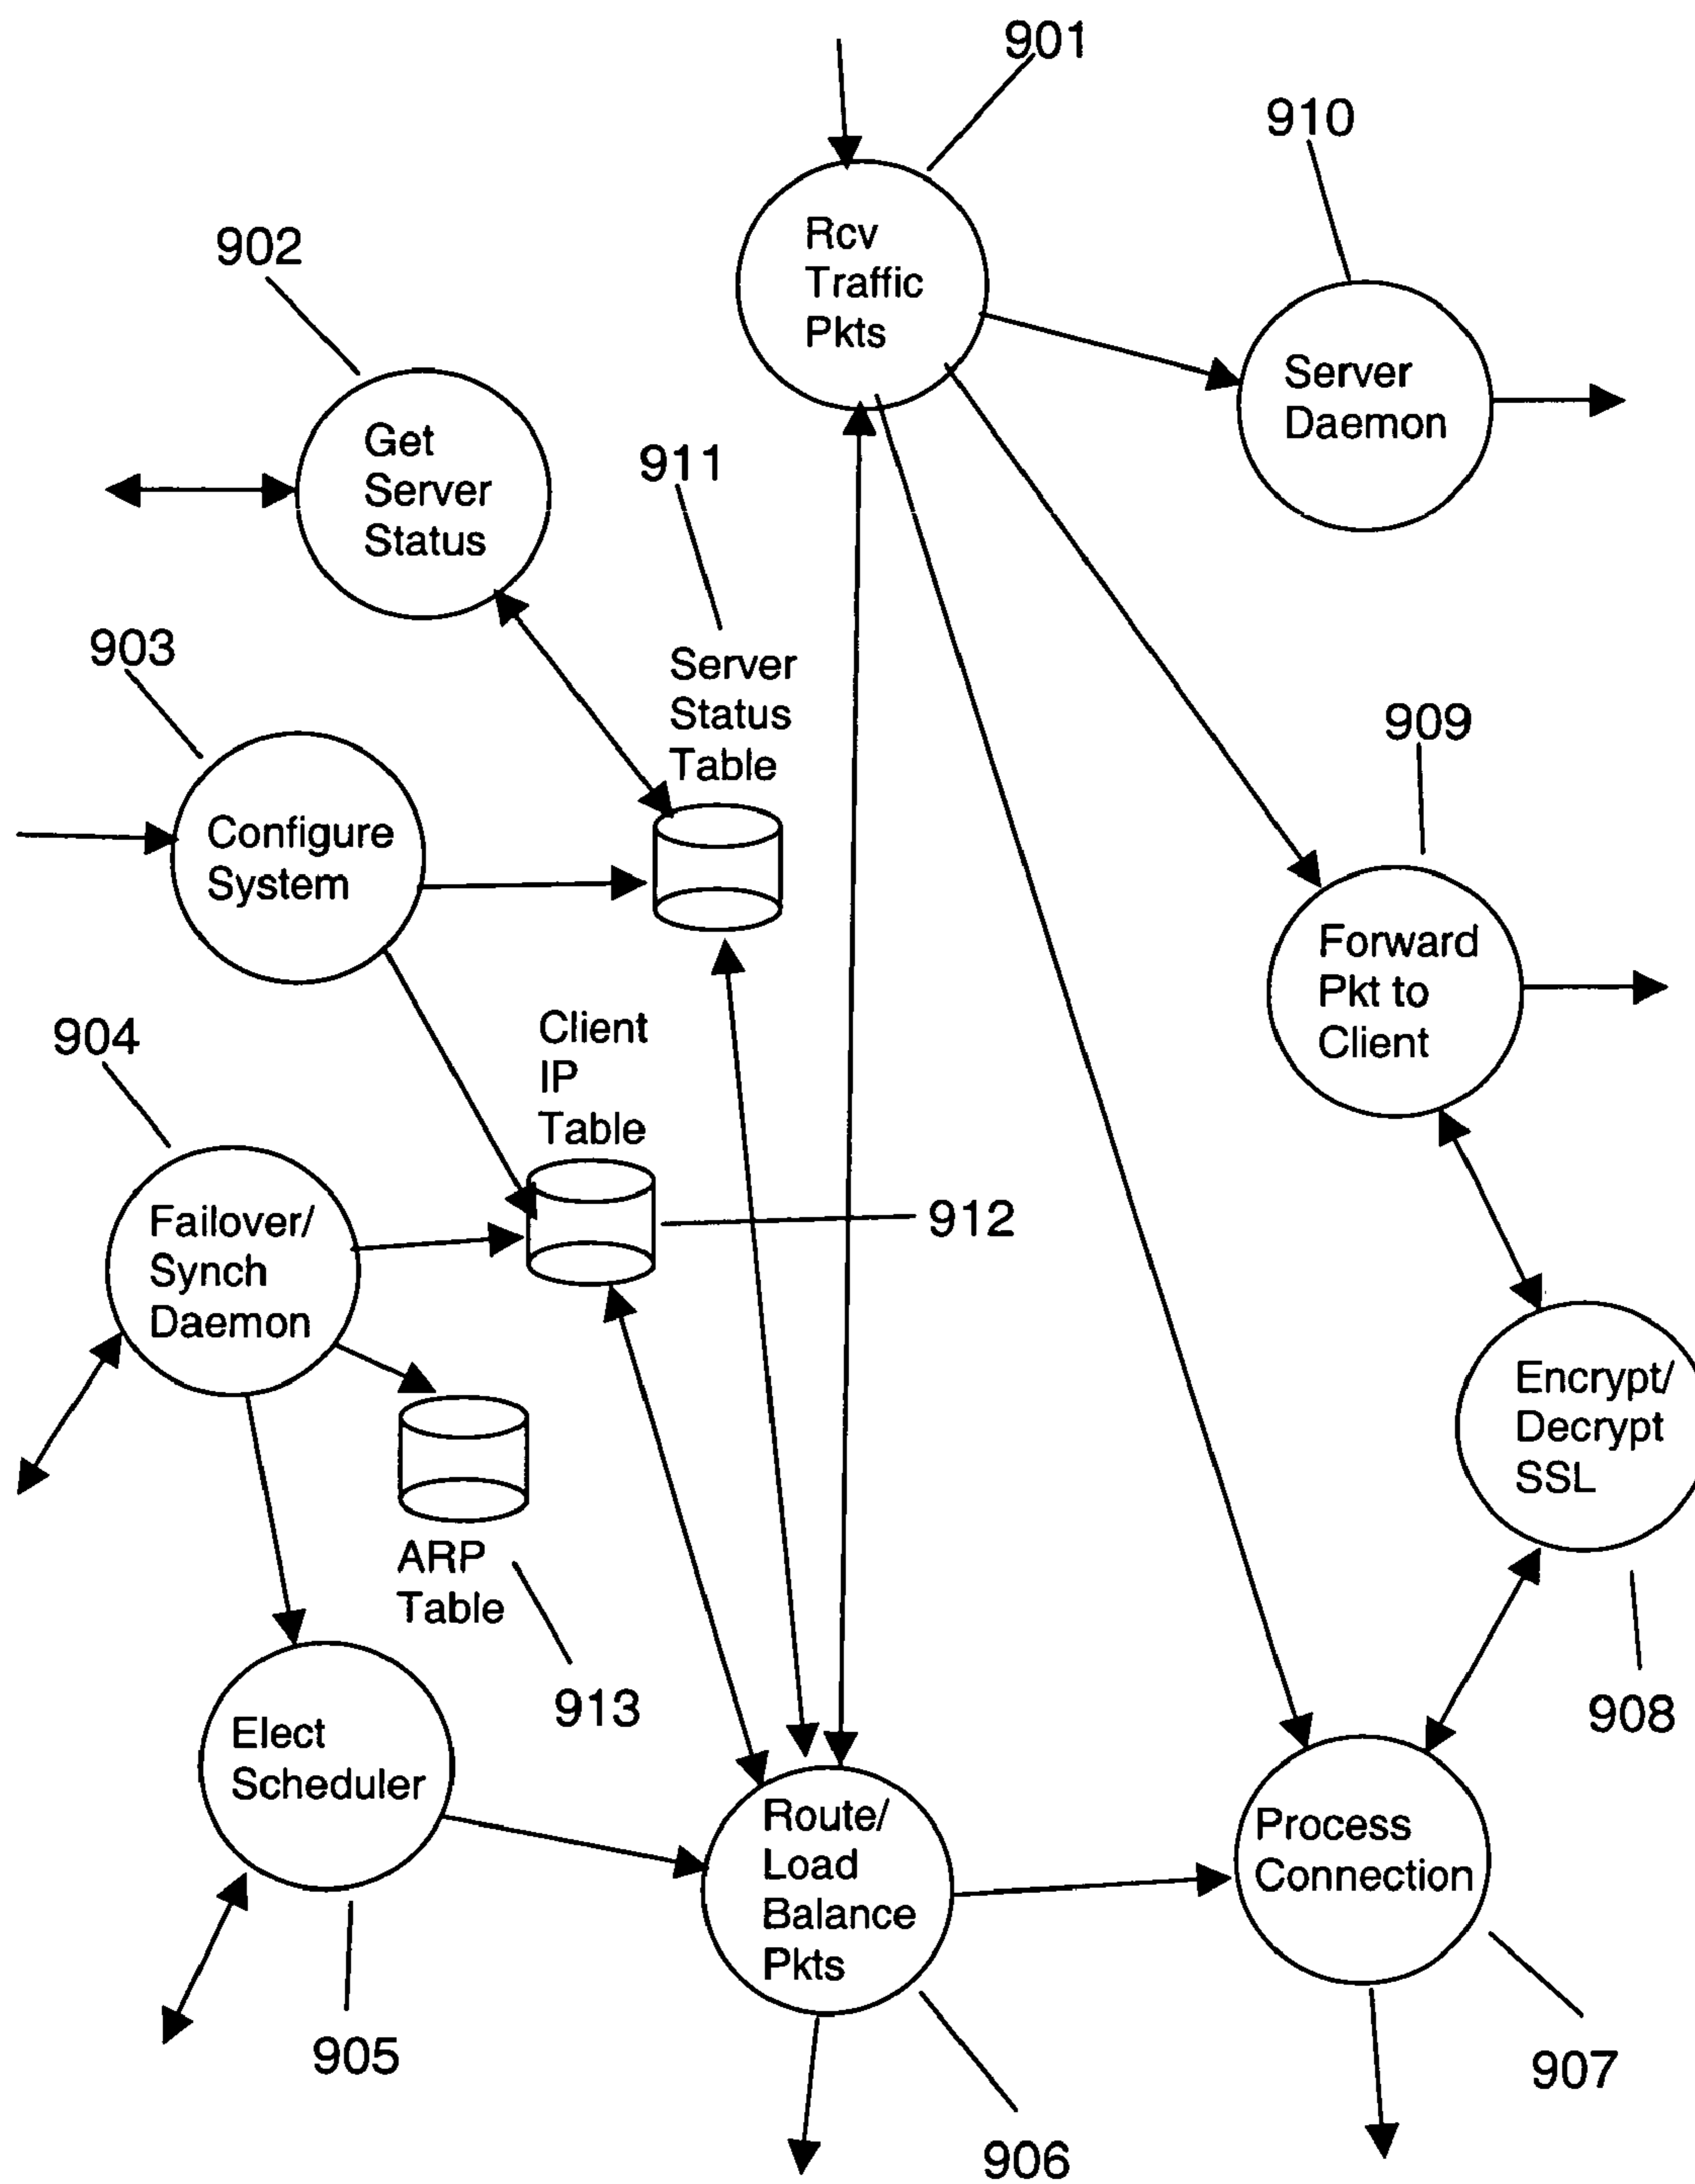 901
910
Rcv
Traffic
Pkts
902
Server
Daemon
Get
Server
Status
911
903
Server
Status
Table
909
Configure
System
Forward
Pkt to
Client
904
Client
IP
Table
912
Failover/
Synch
Daemon
Encrypt/
Decrypt
SSL
ARP
Table
913
908
Elect
Scheduler
Route/
Load
Balance
Pkts
Process
Connection
905
907
906